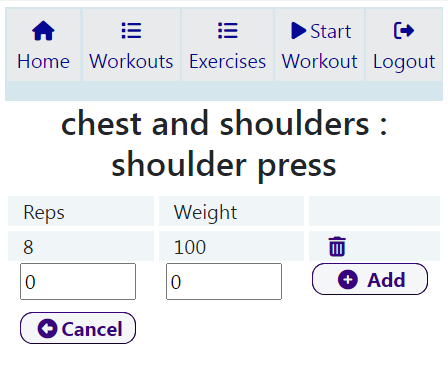 Home Workouts Exercises Start Workout Logout
chest and shoulders :
shoulder press
Reps Weight
8 100
0 0 Add
Cancel